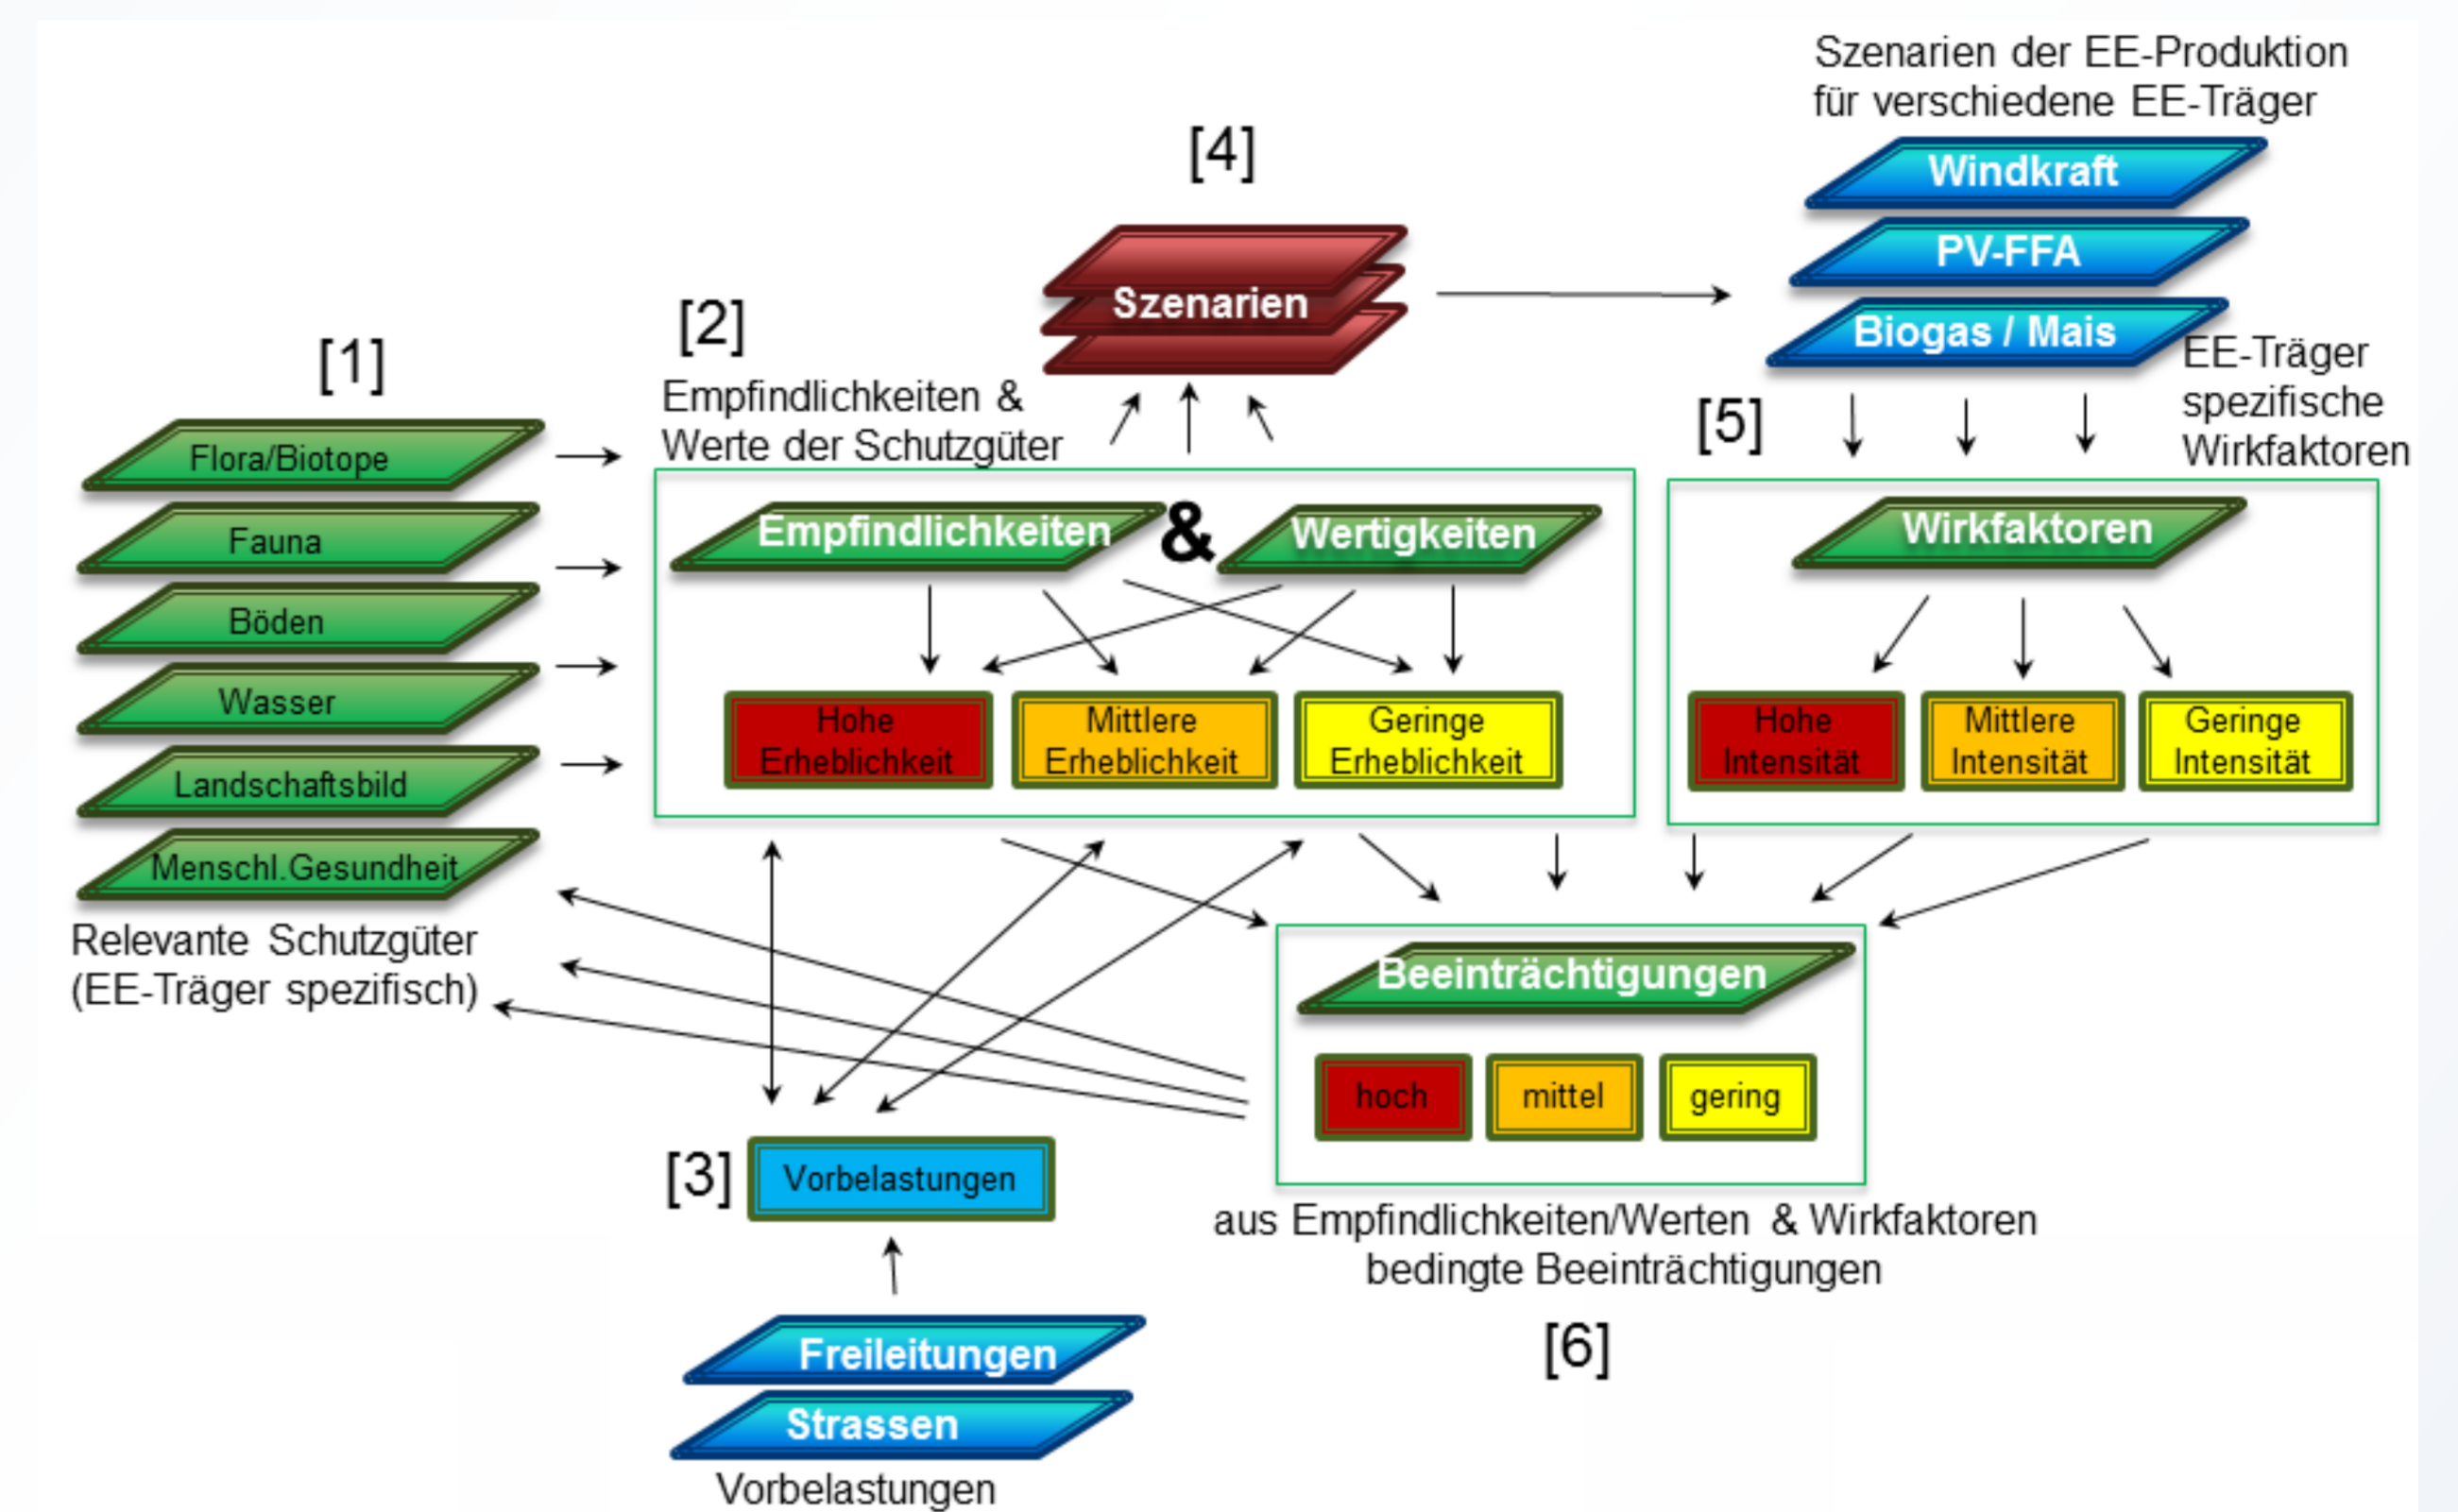 Szenarien der EE-Produktion
für verschiedene EE-Träger
[4]
Windkraft
PV-FFA
Biogas / Mais
Szenarien
[1]
[2]
Empfindlichkeiten &
Werte der Schutzgüter
[5]
EE-Träger
spezifische
Wirkfaktoren
Flora/Biotope
Fauna
Böden
Wasser
Landschaftsbild
Menschl.Gesundheit
Relevante Schutzgüter
(EE-Träger spezifisch)
Empfindlichkeiten & Wertigkeiten
Hohe
Erheblichkeit
Mittlere
Erheblichkeit
Geringe
Erheblichkeit
Wirkfaktoren
Hohe
Intensität
Mittlere
Intensität
Geringe
Intensität
Beeinträchtigungen
hoch
mittel
gering
aus Empfindlichkeiten/Werten & Wirkfaktoren
bedingte Beeinträchtigungen
[6]
[3]
Vorbelastungen
Freileitungen
Strassen
Vorbelastungen